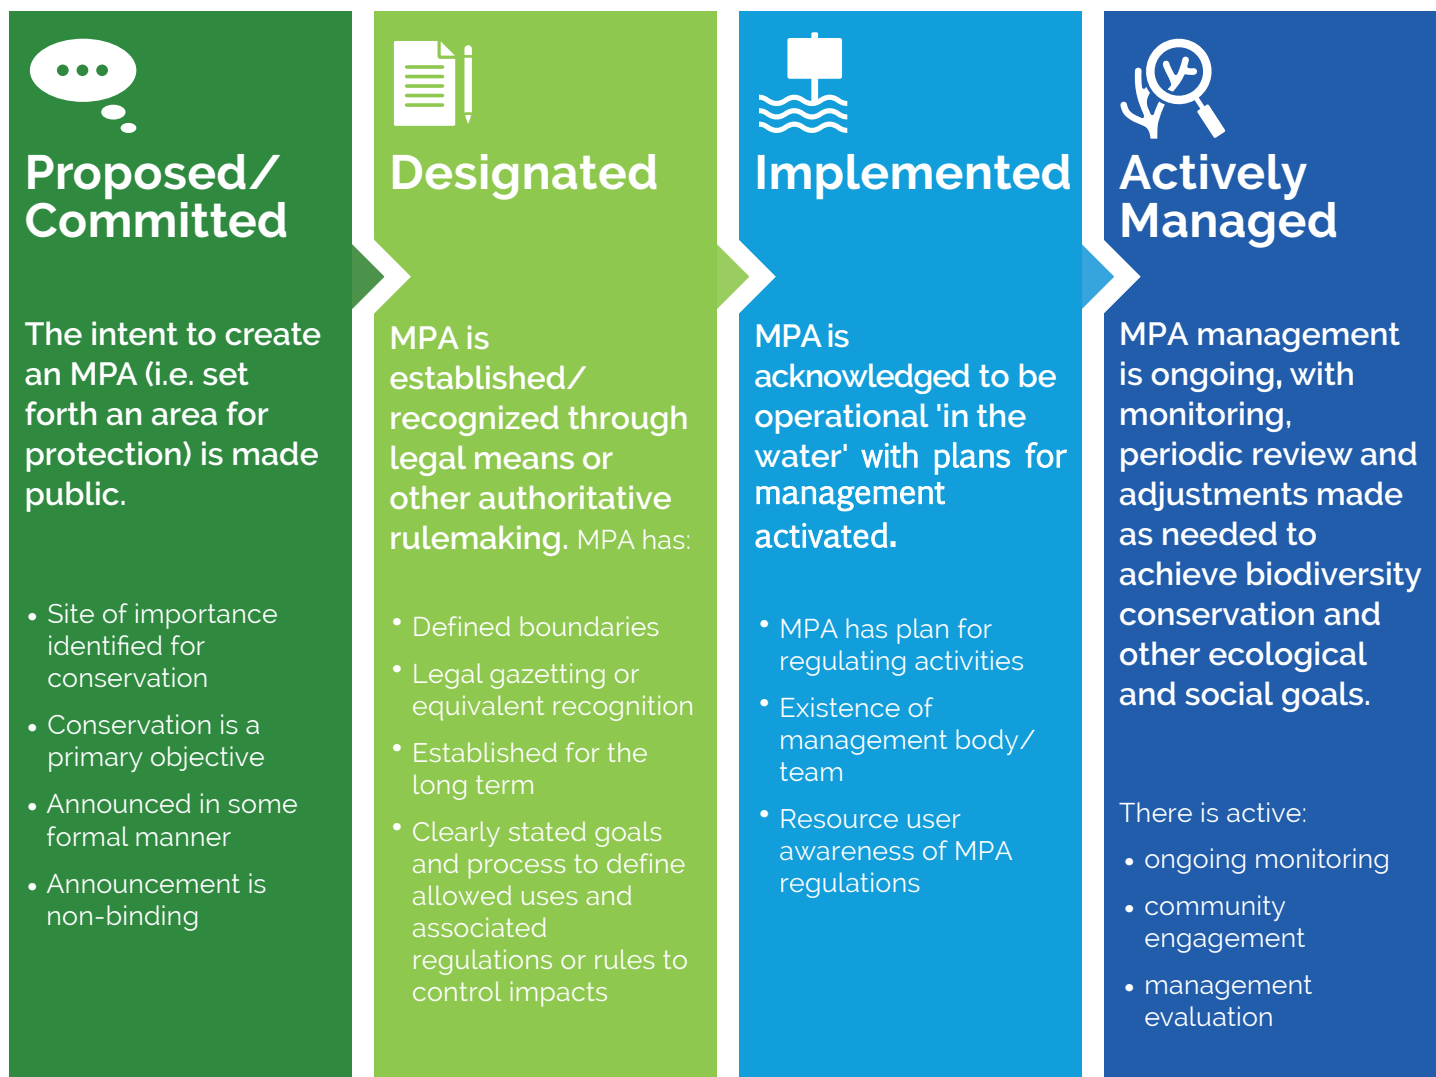 Proposed/
Committed
The intent to create
an MPA (i.e. set
forth an area for
protection) is made
public.
• Site of importance
identified for
conservation
• Conservation is a
primary objective
• Announced in some
formal manner
• Announcement is
non-binding
Designated
MPA is
established/
recognized through
legal means or
other authoritative
rulemaking. MPA has:
• Defined boundaries
• Legal gazetting or
equivalent recognition
• Established for the
long term
• Clearly stated goals
and process to define
allowed uses and
associated
regulations or rules to
control impacts
Implemented
MPA is
acknowledged to be
operational 'in the
water' with plans for
management
activated.
• MPA has plan for
regulating activities
• Existence of
management body/
team
• Resource user
awareness of MPA
regulations
Actively
Managed
MPA management
is ongoing, with
monitoring,
periodic review and
adjustments made
as needed to
achieve biodiversity
conservation and
other ecological
and social goals.
There is active:
• ongoing monitoring
• community
engagement
• management
evaluation